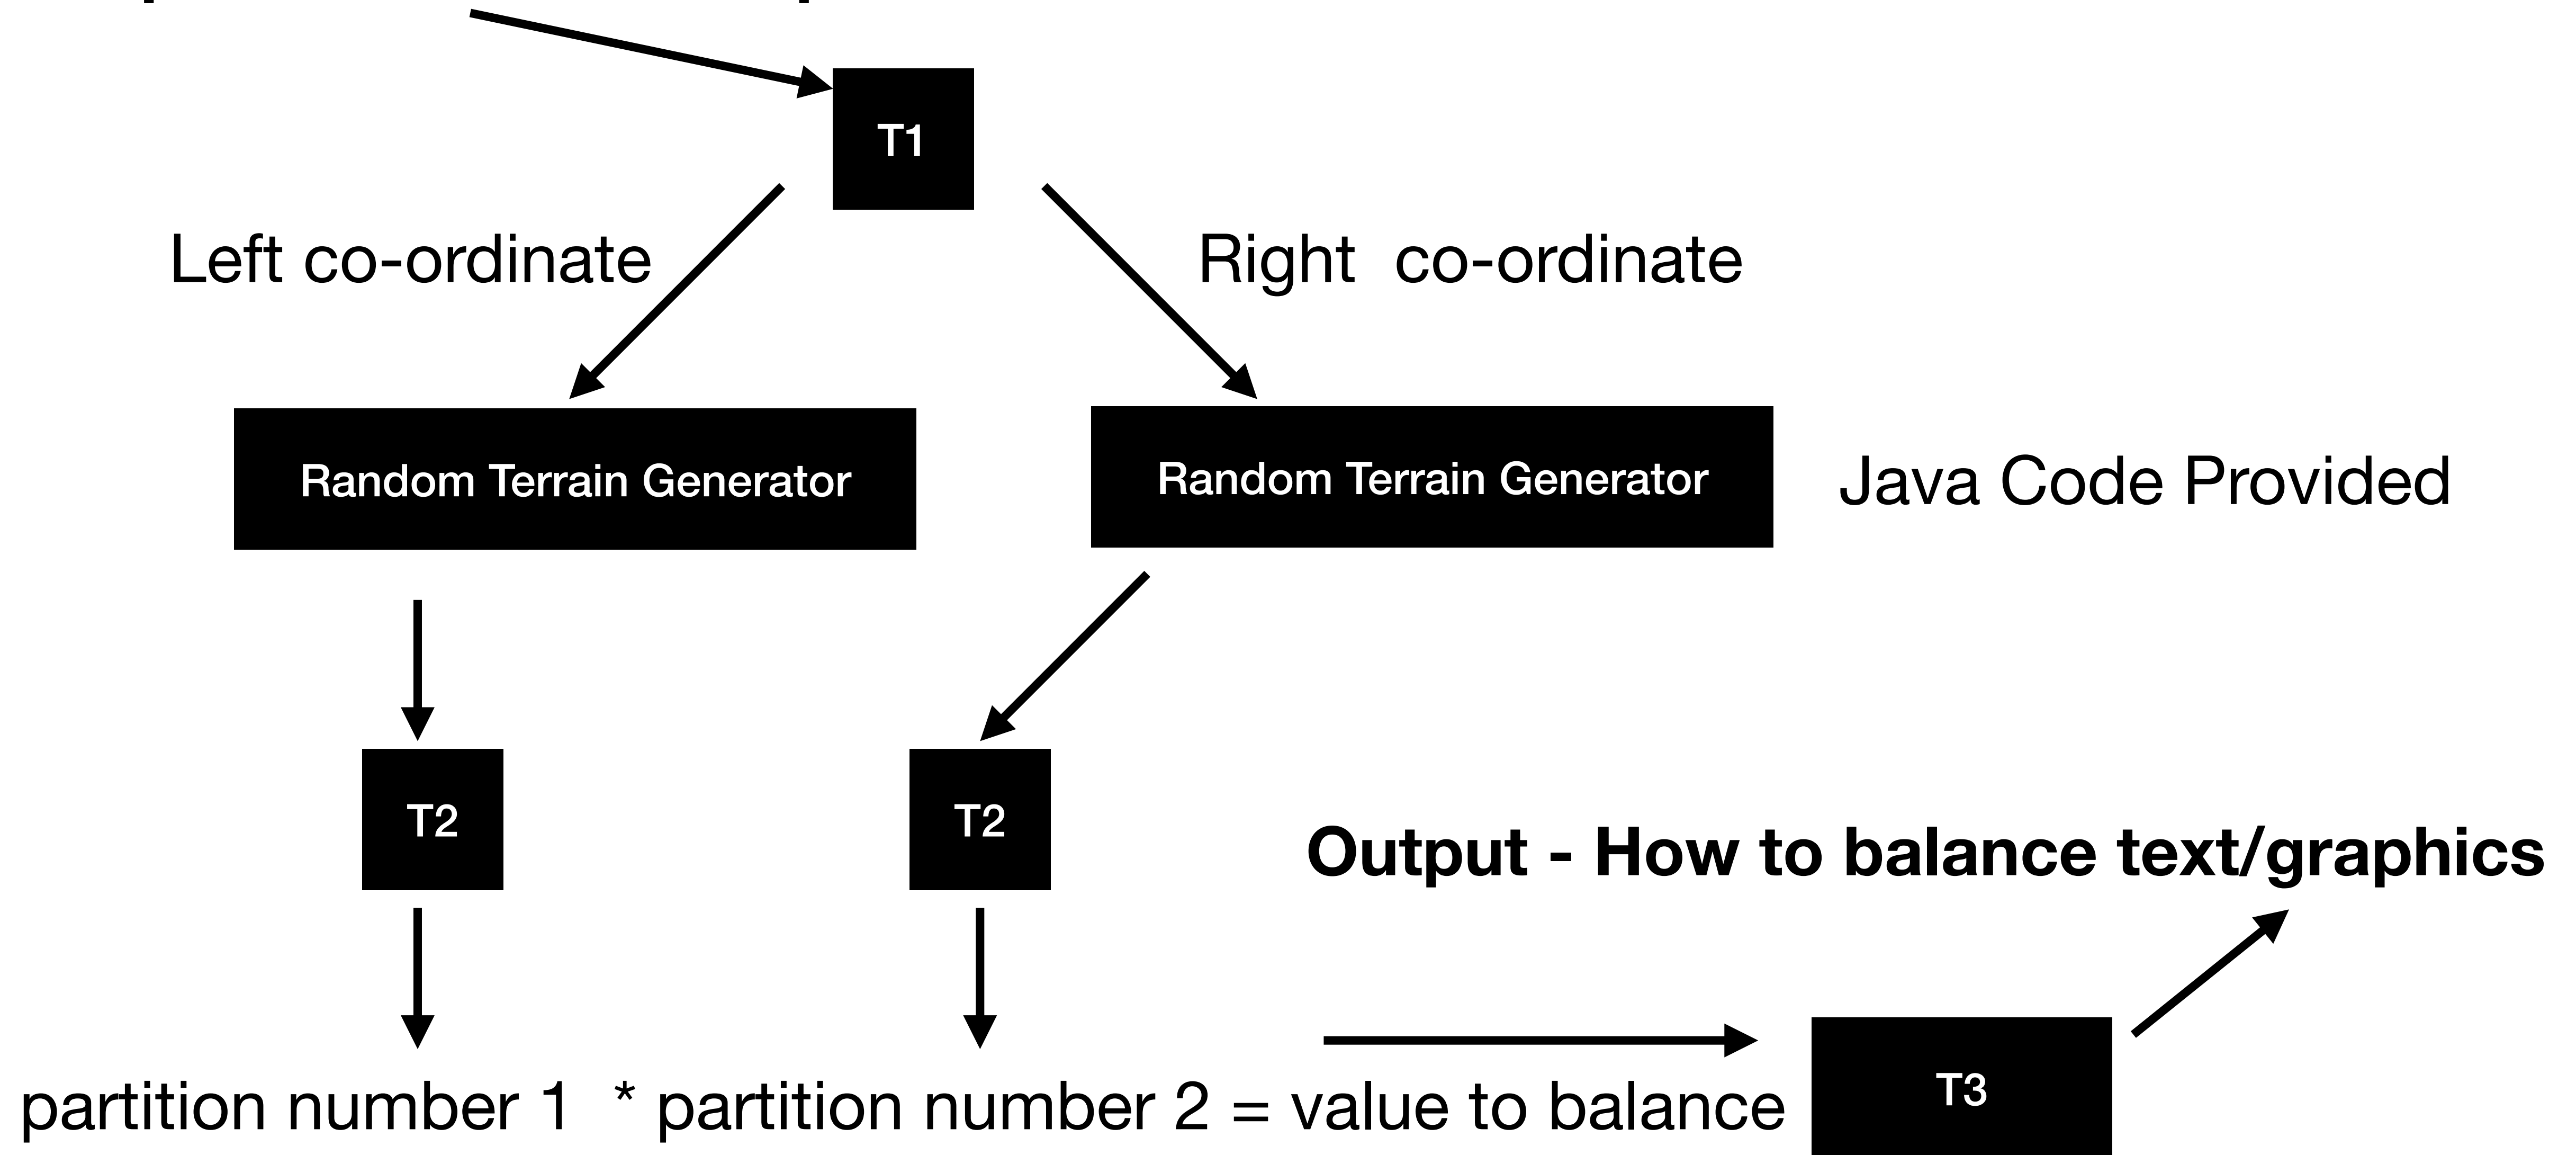 T1
Left co-ordinate
Right  co-ordinate
Random Terrain Generator
Random Terrain Generator
Java Code Provided
T2
T2
Output - How to balance text/graphics
partition number 1  * partition number 2 = value to balance
T3